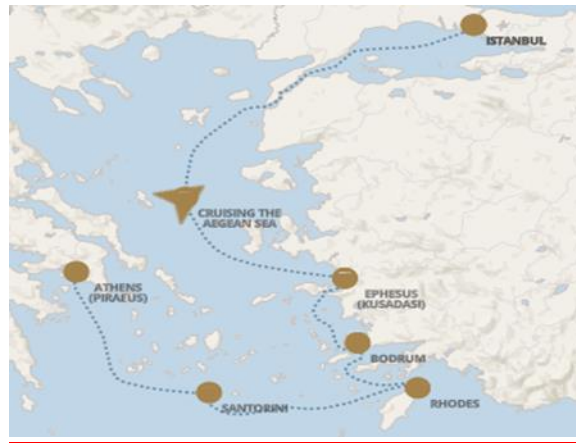 ISTANBUL
CRUISING THE
AEGEAN SEA
ATHENS
(PIRAEUS)
EPHESUS
(KUSADASI)
BODRUM
SANTORINI
RHODES